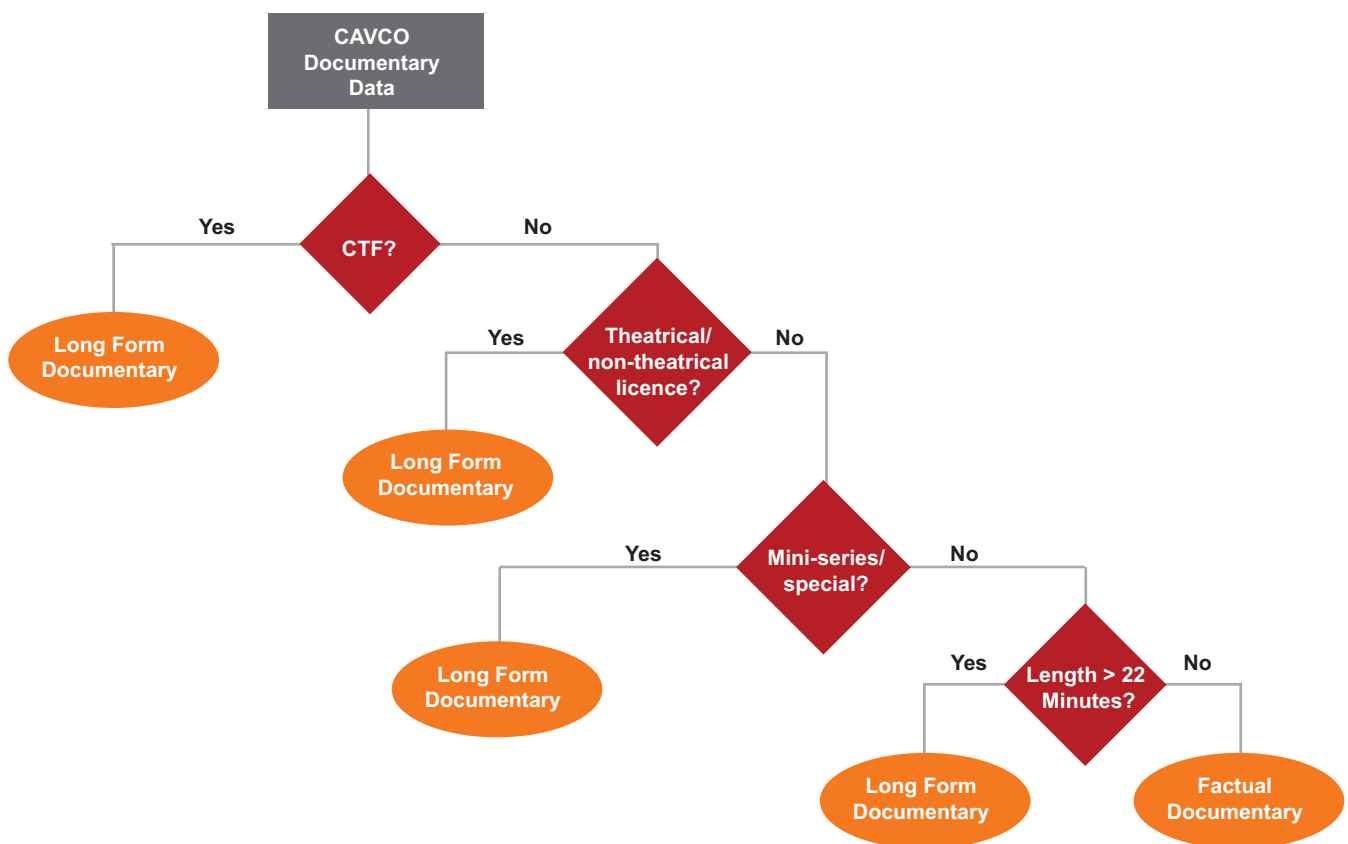 CAVCO
Documentary
Data
Yes
No
CTF?
Long Form
Documentary
Yes
No
Theatrical/
non-theatrical
licence?
Long Form
Documentary
Yes
No
Mini-series/
special?
Long Form
Documentary
Yes
No
Length > 22
Minutes?
Long Form
Documentary
Factual
Documentary